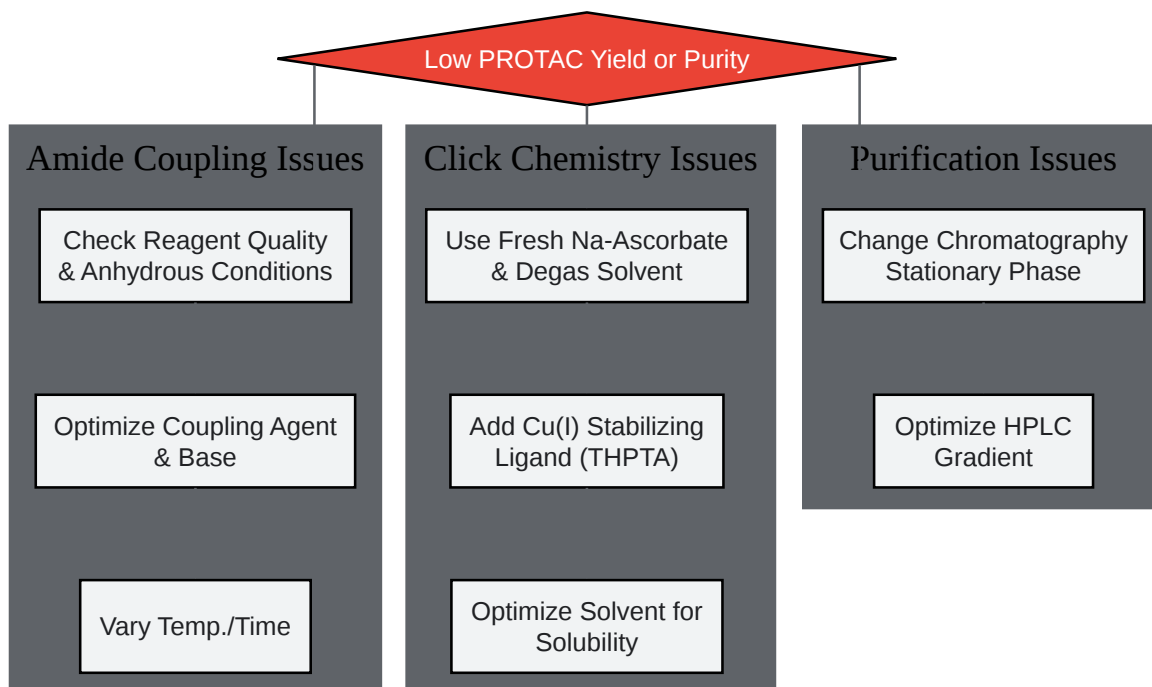 Low PROTAC Yield or Purity
Amide Coupling Issues
Check Reagent Quality
& Anhydrous Conditions
Optimize Coupling Agent
& Base
Vary Temp./Time
Click Chemistry Issues
Use Fresh Na-Ascorbate
& Degas Solvent
Add Cu(I) Stabilizing
Ligand (THPTA)
Optimize Solvent for
Solubility
Purification Issues
Change Chromatography
Stationary Phase
Optimize HPLC
Gradient